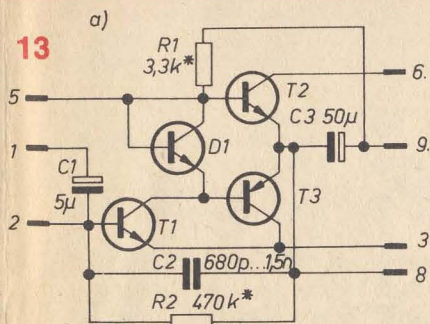 a)
13
R1
3,3k*
6.
T2
5
C3 50µ
D1
1
9.
C1
5µ
T3
2
T1
3
C2 680p...1,5n
8
R2 470k*